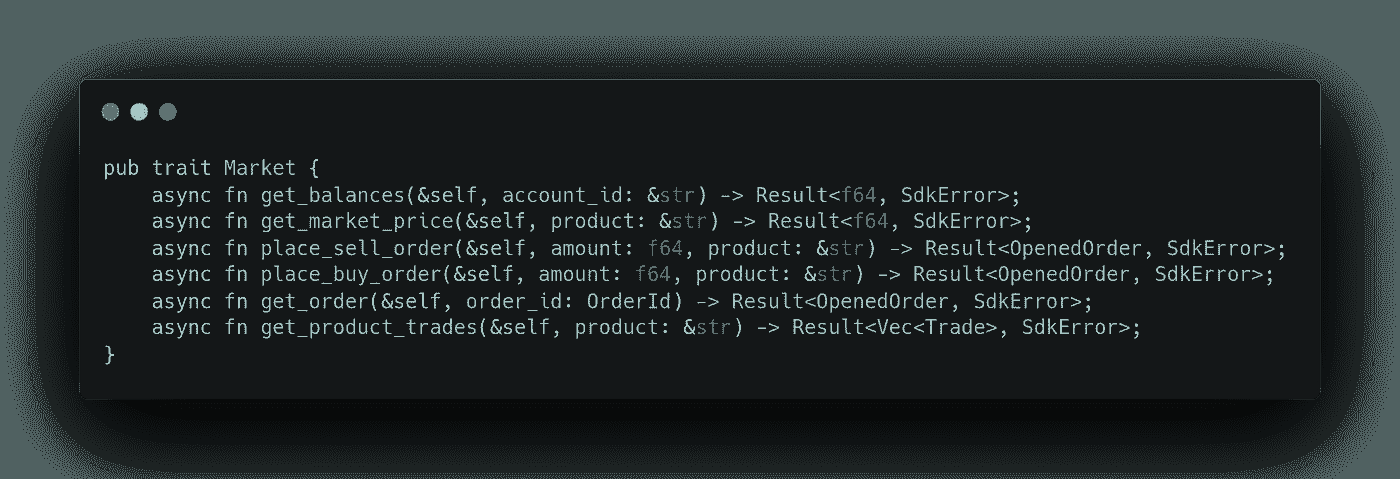 pub trait Market {
    async fn get_balances(&self, account_id: &str) -> Result<f64, SdkError>;
    async fn get_market_price(&self, product: &str) -> Result<f64, SdkError>;
    async fn place_sell_order(&self, amount: f64, product: &str) -> Result<OpenedOrder, SdkError>;
    async fn place_buy_order(&self, amount: f64, product: &str) -> Result<OpenedOrder, SdkError>;
    async fn get_order(&self, order_id: OrderId) -> Result<OpenedOrder, SdkError>;
    async fn get_product_trades(&self, product: &str) -> Result<Vec<Trade>, SdkError>;
}